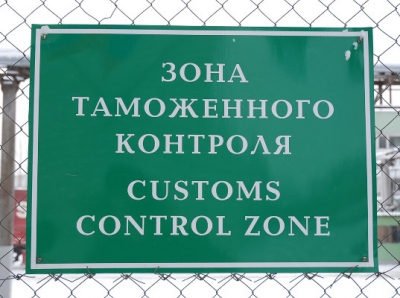 ЗОНА
ТАМОЖЕННОГО
КОНТРОЛЯ
CUSTOMS
CONTROL ZONE